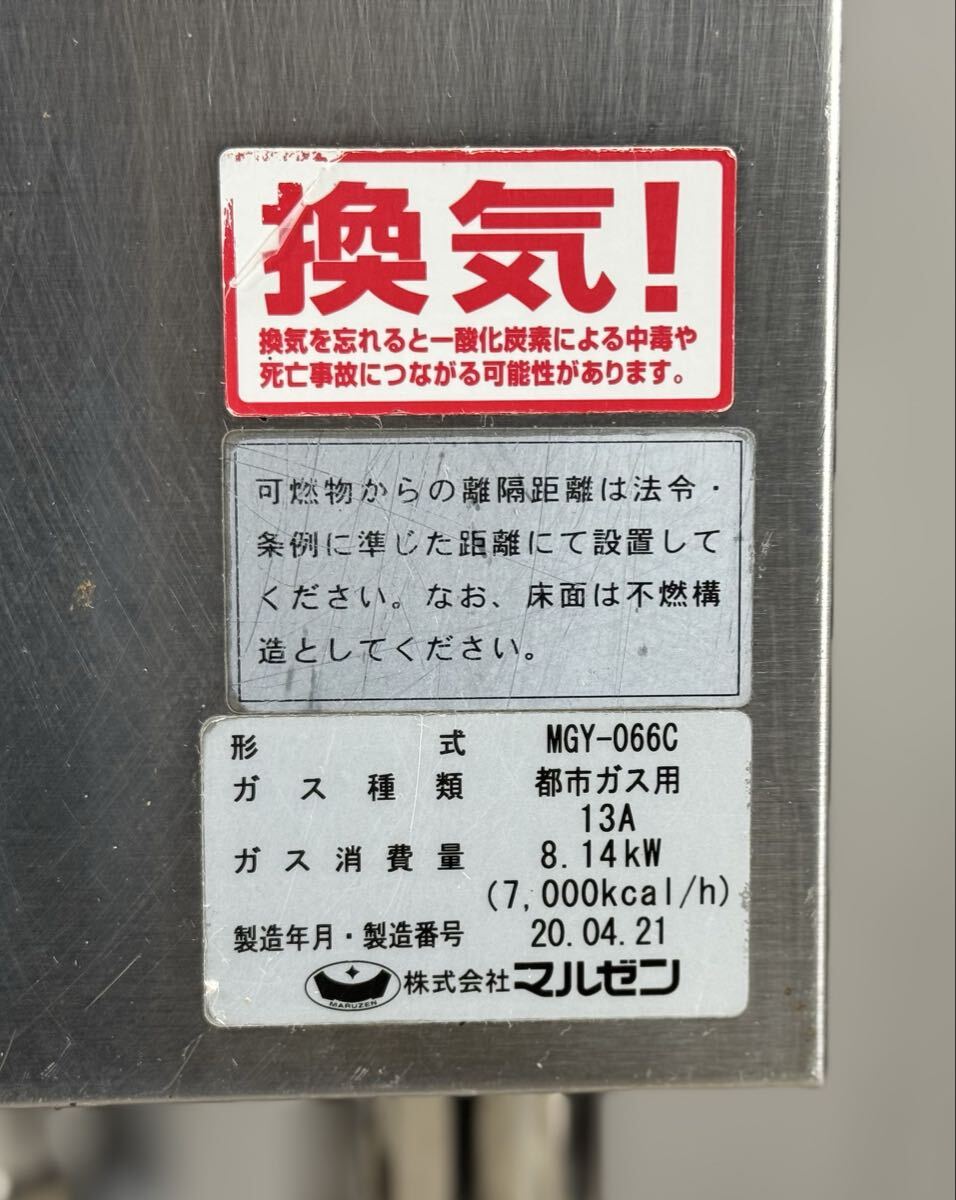 換気!
換気を忘れると一酸化炭素による中毒や
死亡事故につながる可能性があります。
可燃物からの離隔距離は法令・
条例に準じた距離にて設置して
ください。なお、床面は不燃構
造としてください。
形式 MGY-066C
ガス種類 都市ガス用
13A
ガス消費量 8.14kW
(7,000kcal/h)
製造年月・製造番号 20.04.21
MARUZEN 株式会社マルゼン